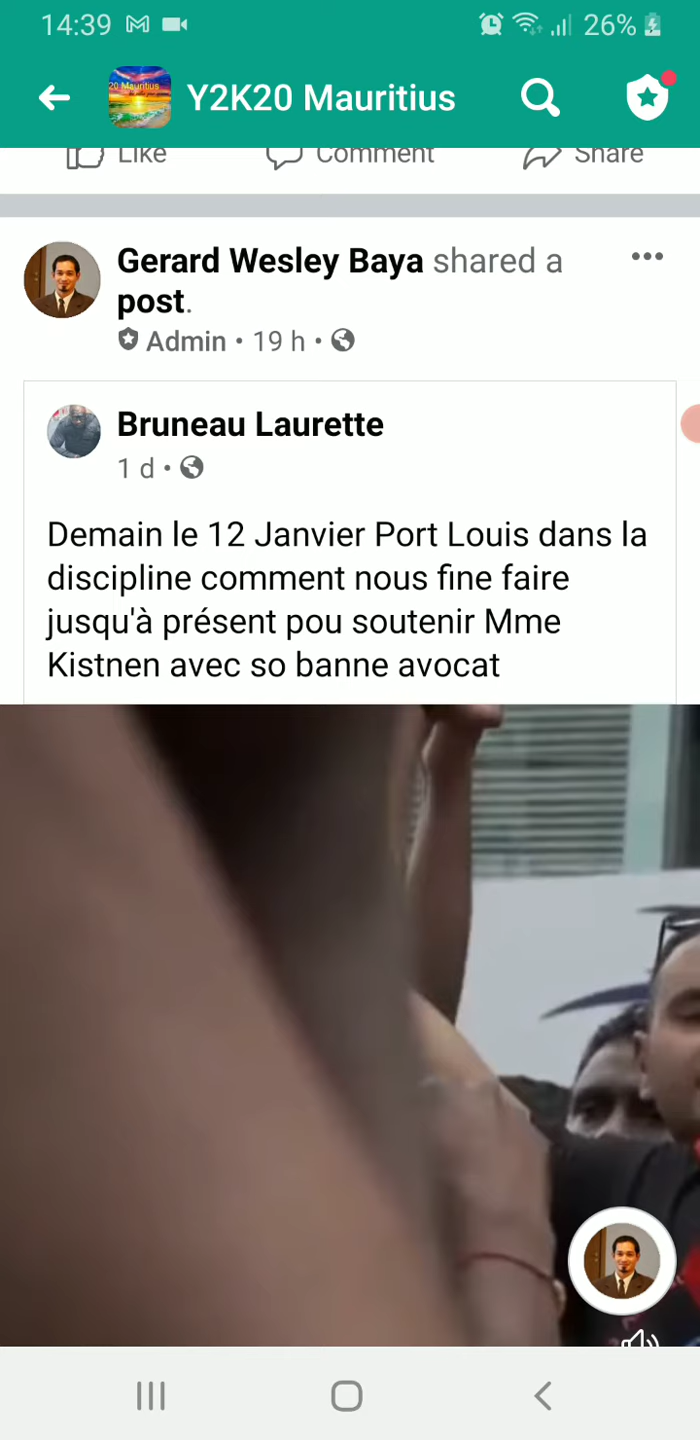 14:39
26%
20 Mauritius
Y2K20 Mauritius
Like Comment Share
Gerard Wesley Baya shared a
post.
Admin • 19 h •
Bruneau Laurette
1 d •
Demain le 12 Janvier Port Louis dans la
discipline comment nous fine faire
jusqu'à présent pou soutenir Mme
Kistnen avec so banne avocat